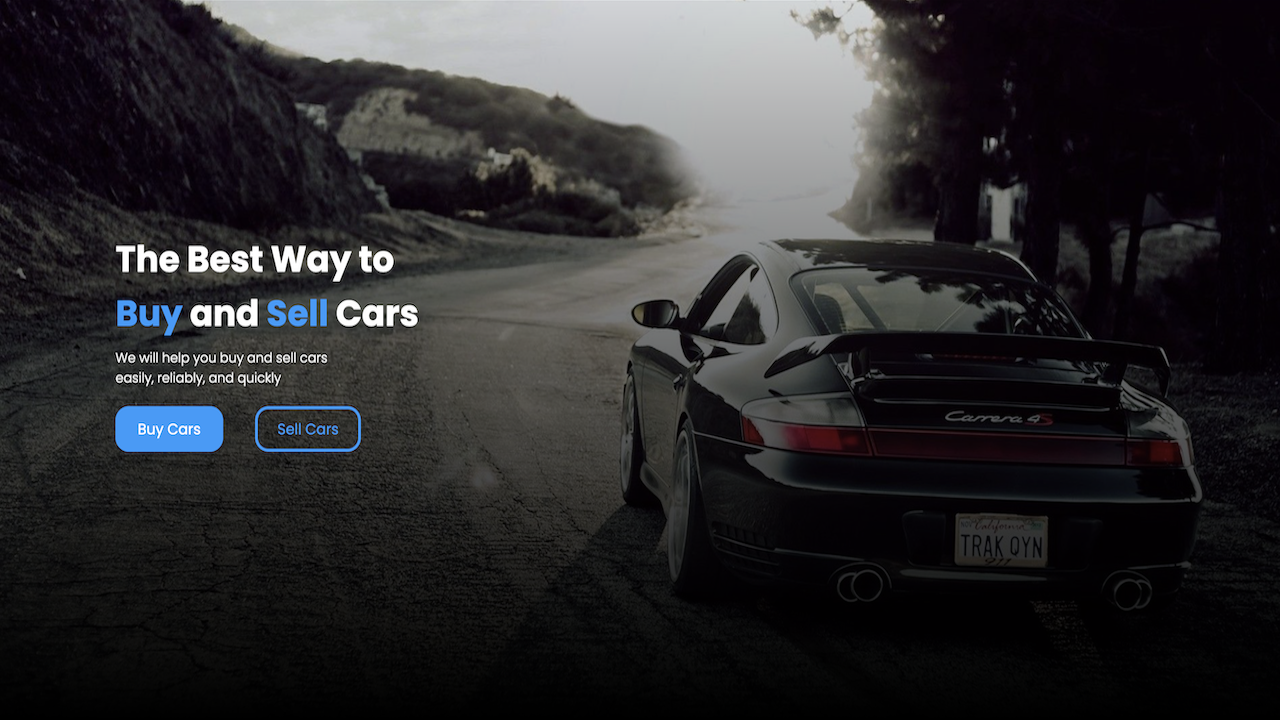 The Best Way to
Buy and Sell Cars
We will help you buy and sell cars
easily, reliably, and quickly
Buy Cars
Sell Cars
Carrera 4S
California
TRAK QYN